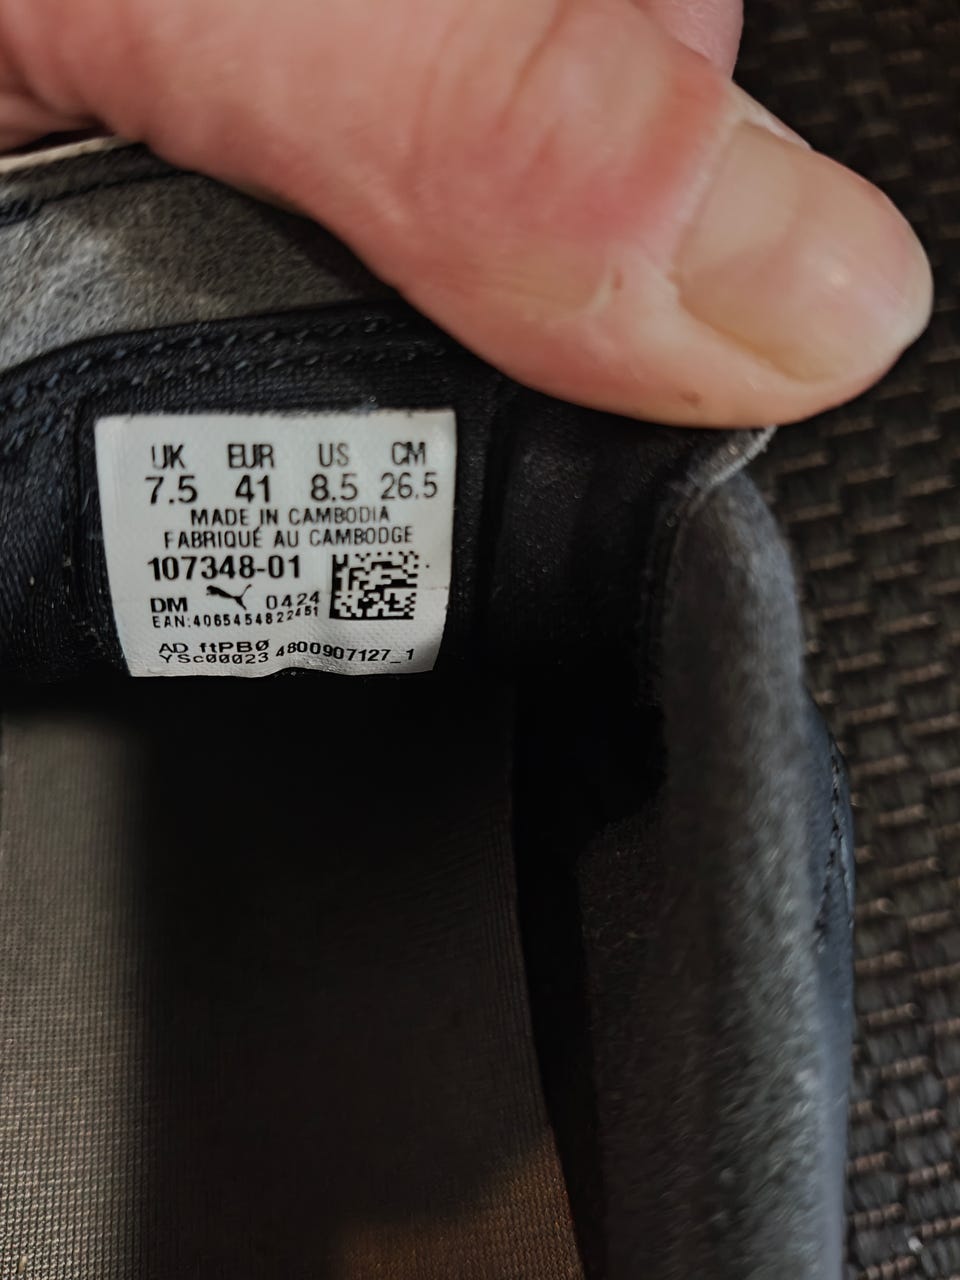 UK EUR US CM
7.5 41 8.5 26.5
MADE IN CAMBODIA
FABRIQUÉ AU CAMBODGE
107348-01
DM 0424
EAN:4065454822451
AD ftPB0 4800907127_1
YSc00023